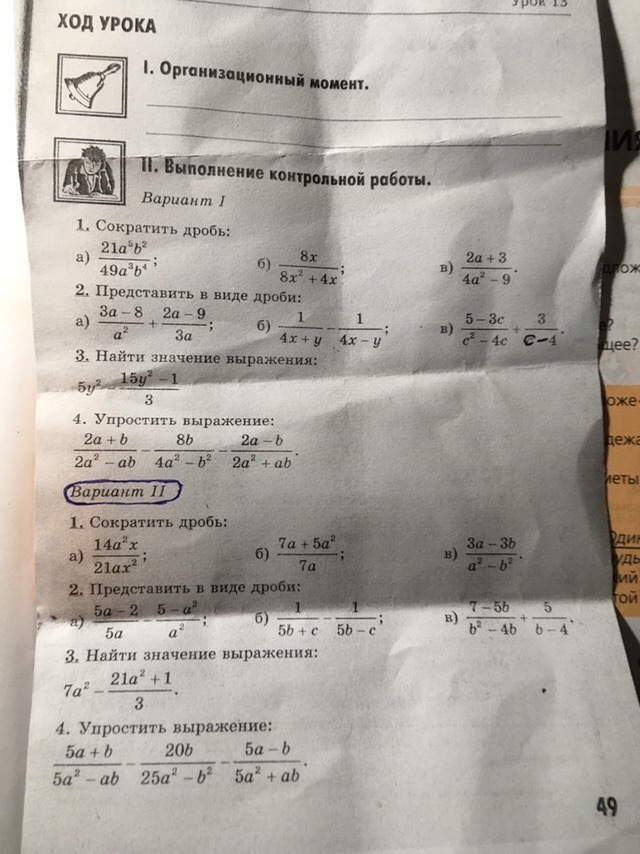 Урок 13
ХОД УРОКА
I. Организационный момент.
II. Выполнение контрольной работы.
Вариант I
1. Сократить дробь:
а) 21a⁵b²/49a³b⁴; б) 8x/(8x² + 4x); в) (2a + 3)/(4a² − 9).
2. Представить в виде дроби:
а) (3a − 8)/a² + (2a − 9)/3a; б) 1/(4x + y) − 1/(4x − y); в) (5 − 3c)/(c² − 4c) + 3/(c − 4).
3. Найти значение выражения:
5y² − (15y² − 1)/3
4. Упростить выражение:
(2a + b)/(2a² − ab) − 8b/(4a² − b²) − (2a − b)/(2a² + ab).
Вариант II
1. Сократить дробь:
а) 14a²x/21ax²; б) (7a + 5a²)/7a; в) (3a − 3b)/(a² − b²).
2. Представить в виде дроби:
а) (5a − 2)/5a − (5 − a²)/a²; б) 1/(5b + c) − 1/(5b − c); в) (7 − 5b)/(b² − 4b) + 5/(b − 4).
3. Найти значение выражения:
7a² − (21a² + 1)/3.
4. Упростить выражение:
(5a + b)/(5a² − ab) − 20b/(25a² − b²) − (5a − b)/(5a² + ab).
49